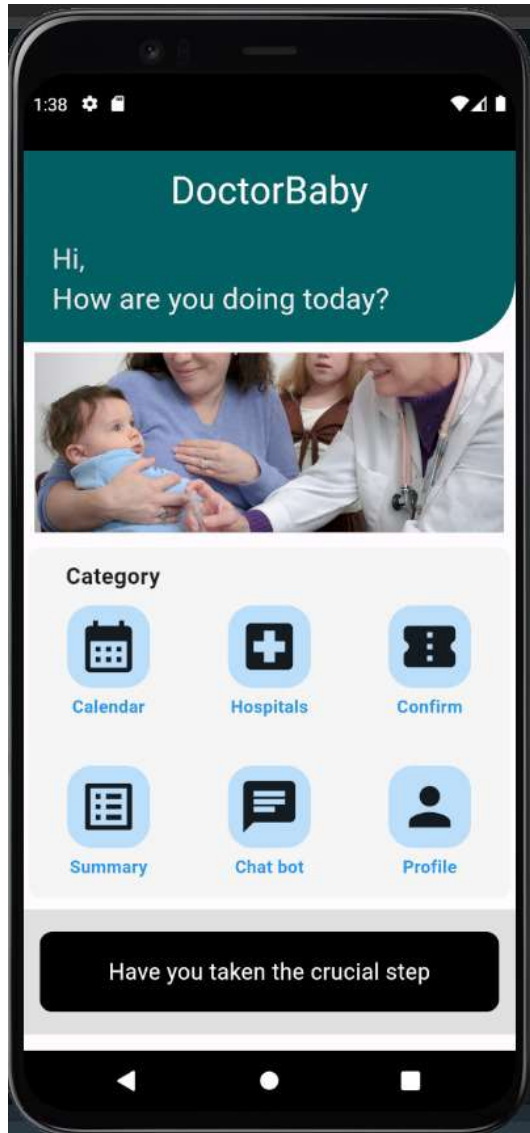 1:38
DoctorBaby
Hi,
How are you doing today?
Category
Calendar Hospitals Confirm
Summary Chat bot Profile
Have you taken the crucial step